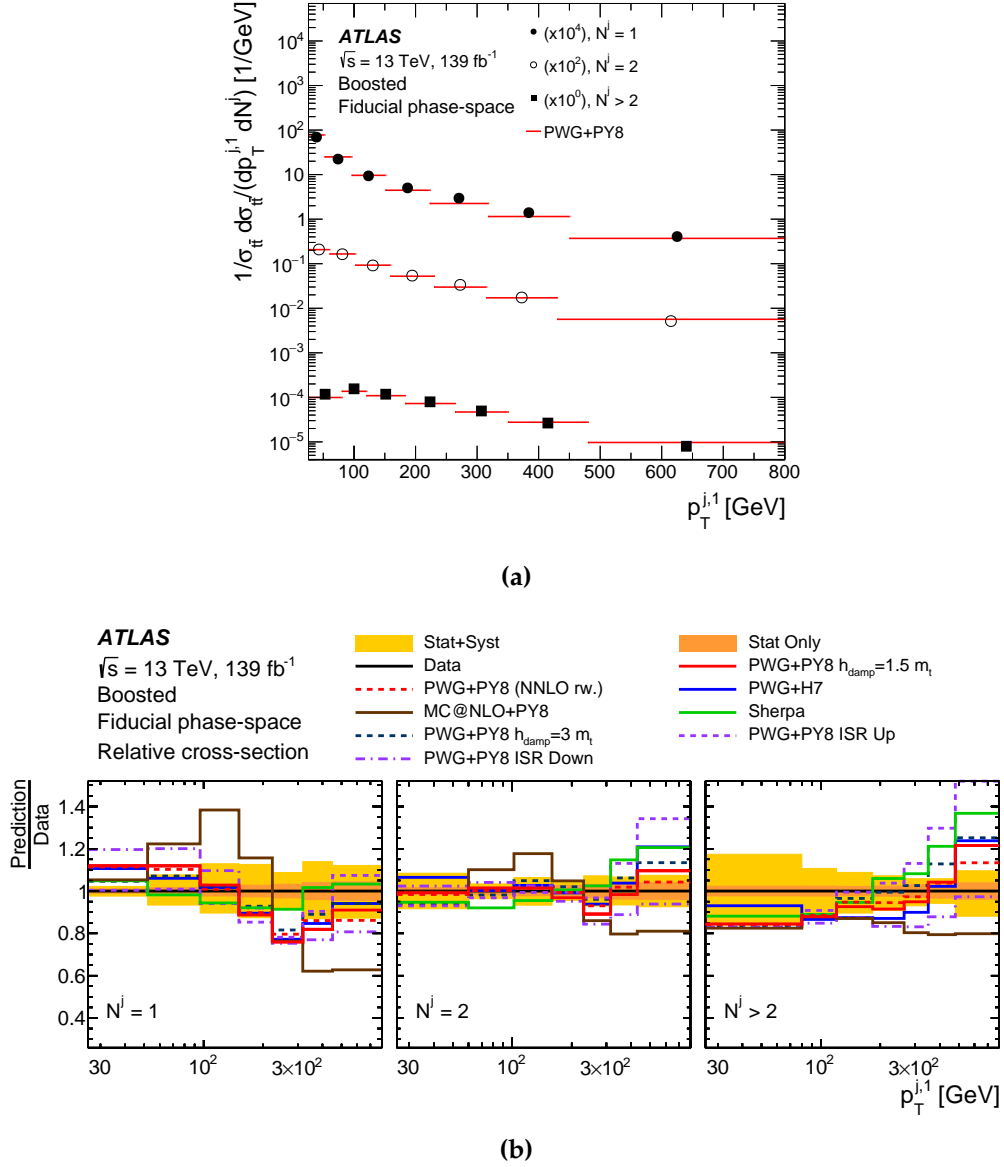 ATLAS
√s = 13 TeV, 139 fb⁻¹
Boosted
Fiducial phase-space
(x10⁴), Nʲ = 1
(x10²), Nʲ = 2
(x10⁰), Nʲ > 2
PWG+PY8
1/σ_tt̄ dσ_tt̄/(dp_T^{j,1} dNʲ) [1/GeV]
10⁴
10³
10²
10
1
10⁻¹
10⁻²
10⁻³
10⁻⁴
10⁻⁵
100 200 300 400 500 600 700 800
p_T^{j,1} [GeV]
(a)
ATLAS
√s = 13 TeV, 139 fb⁻¹
Boosted
Fiducial phase-space
Relative cross-section
Stat+Syst
Data
PWG+PY8 (NNLO rw.)
MC@NLO+PY8
PWG+PY8 h_damp=3 m_t
PWG+PY8 ISR Down
Stat Only
PWG+PY8 h_damp=1.5 m_t
PWG+H7
Sherpa
PWG+PY8 ISR Up
Prediction
Data
1.4
1.2
1
0.8
0.6
0.4
Nʲ = 1
Nʲ = 2
Nʲ > 2
30 10² 3×10² 30 10² 3×10² 30 10² 3×10²
p_T^{j,1} [GeV]
(b)